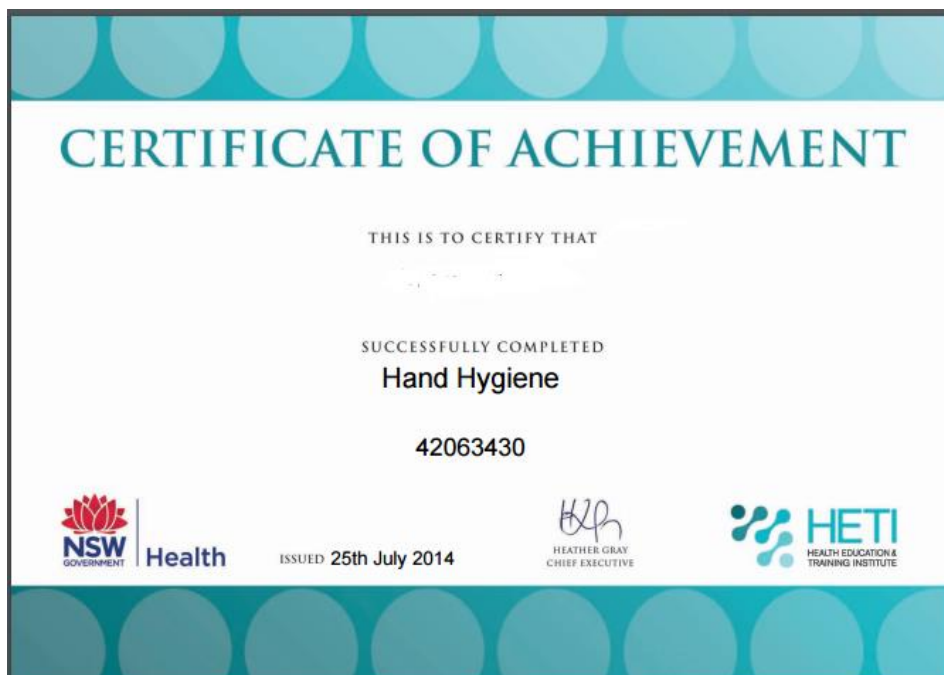 CERTIFICATE OF ACHIEVEMENT
THIS IS TO CERTIFY THAT
SUCCESSFULLY COMPLETED
Hand Hygiene
42063430
NSW
GOVERNMENT
Health
ISSUED 25th July 2014
HEATHER GRAY
CHIEF EXECUTIVE
HETI
HEALTH EDUCATION &
TRAINING INSTITUTE